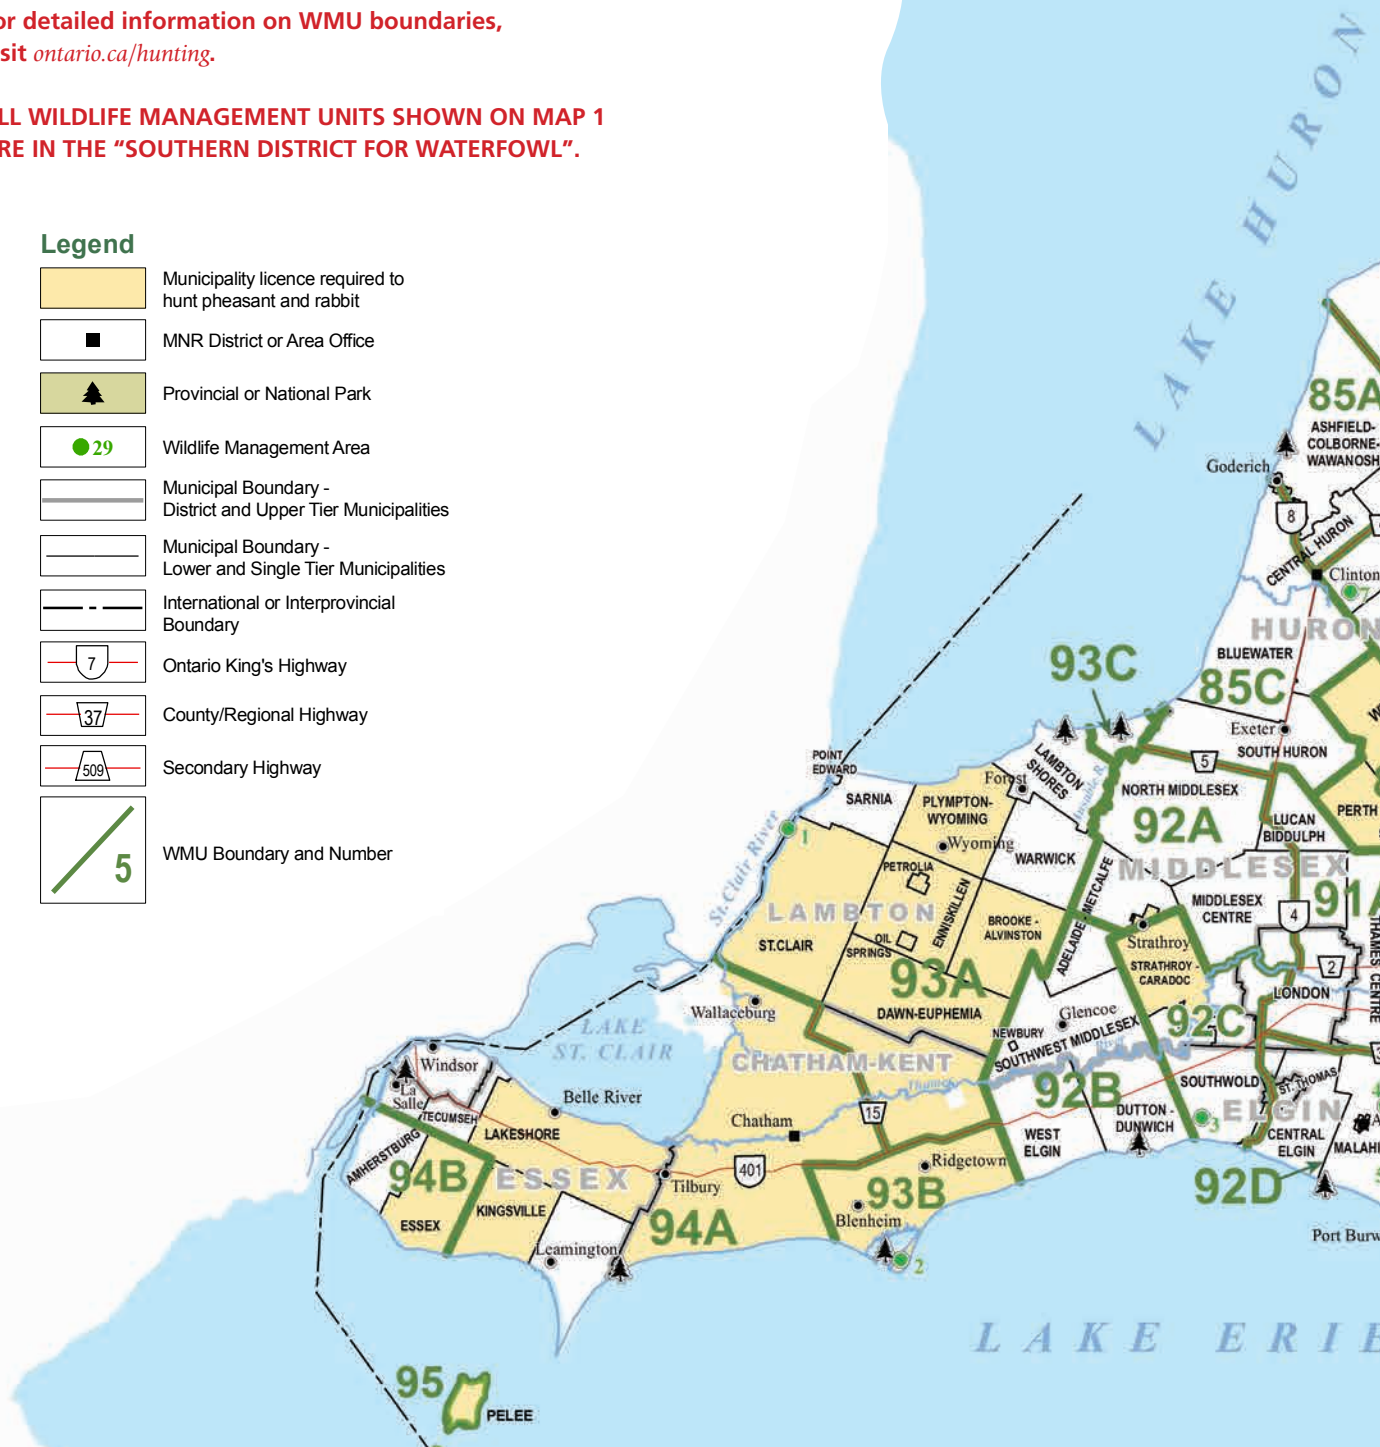 or detailed information on WMU boundaries,
sit ontario.ca/hunting.
LL WILDLIFE MANAGEMENT UNITS SHOWN ON MAP 1
RE IN THE “SOUTHERN DISTRICT FOR WATERFOWL”.
Legend
Municipality licence required to
hunt pheasant and rabbit
MNR District or Area Office
Provincial or National Park
29
Wildlife Management Area
Municipal Boundary -
District and Upper Tier Municipalities
Municipal Boundary -
Lower and Single Tier Municipalities
International or Interprovincial
Boundary
7
Ontario King's Highway
37
County/Regional Highway
509
Secondary Highway
5
WMU Boundary and Number
LAKE HURON
85A
ASHFIELD-
COLBORNE-
WAWANOSH
Goderich
8
CENTRAL HURON
Clinton
7
HURON
BLUEWATER
93C
85C
Exeter
SOUTH HURON
5
POINT
EDWARD
SARNIA
Forest
LAMBTON
SHORES
Ausable R.
NORTH MIDDLESEX
PERTH
PLYMPTON-
WYOMING
Wyoming
92A
LUCAN
BIDDULPH
1
St. Clair River
WARWICK
PETROLIA
MIDDLESEX
ADELAIDE - METCALFE
MIDDLESEX
CENTRE
4
91A
THAMES CENTRE
LAMBTON
ENNISKILLEN
BROOKE -
ALVINSTON
ST.CLAIR
OIL
SPRINGS
Strathroy
STRATHROY -
CARADOC
2
LONDON
93A
DAWN-EUPHEMIA
Wallaceburg
NEWBURY
Glencoe
SOUTHWEST MIDDLESEX
92C
LAKE
ST. CLAIR
CHATHAM-KENT
Thames
River
92B
SOUTHWOLD
ST. THOMAS
Windsor
La
Salle
TECUMSEH
Belle River
LAKESHORE
Chatham
15
DUTTON -
DUNWICH
3
ELGIN
WEST
ELGIN
CENTRAL
ELGIN
MALAHI
AMHERSTBURG
94B
ESSEX
401
Ridgetown
Tilbury
93B
92D
KINGSVILLE
ESSEX
94A
Blenheim
Leamington
2
Port Burw
LAKE ERIE
95
PELEE